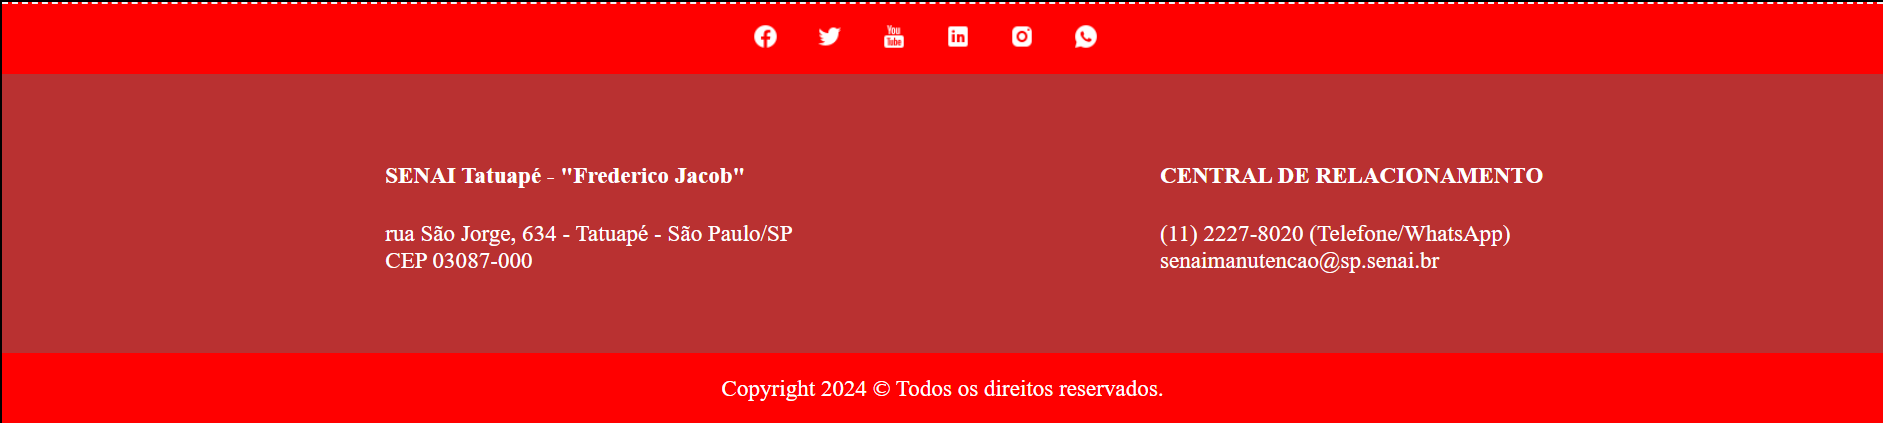 You
Tube
in
SENAI Tatuapé - "Frederico Jacob"
rua São Jorge, 634 - Tatuapé - São Paulo/SP
CEP 03087-000
CENTRAL DE RELACIONAMENTO
(11) 2227-8020 (Telefone/WhatsApp)
senaimanutencao@sp.senai.br
Copyright 2024 © Todos os direitos reservados.